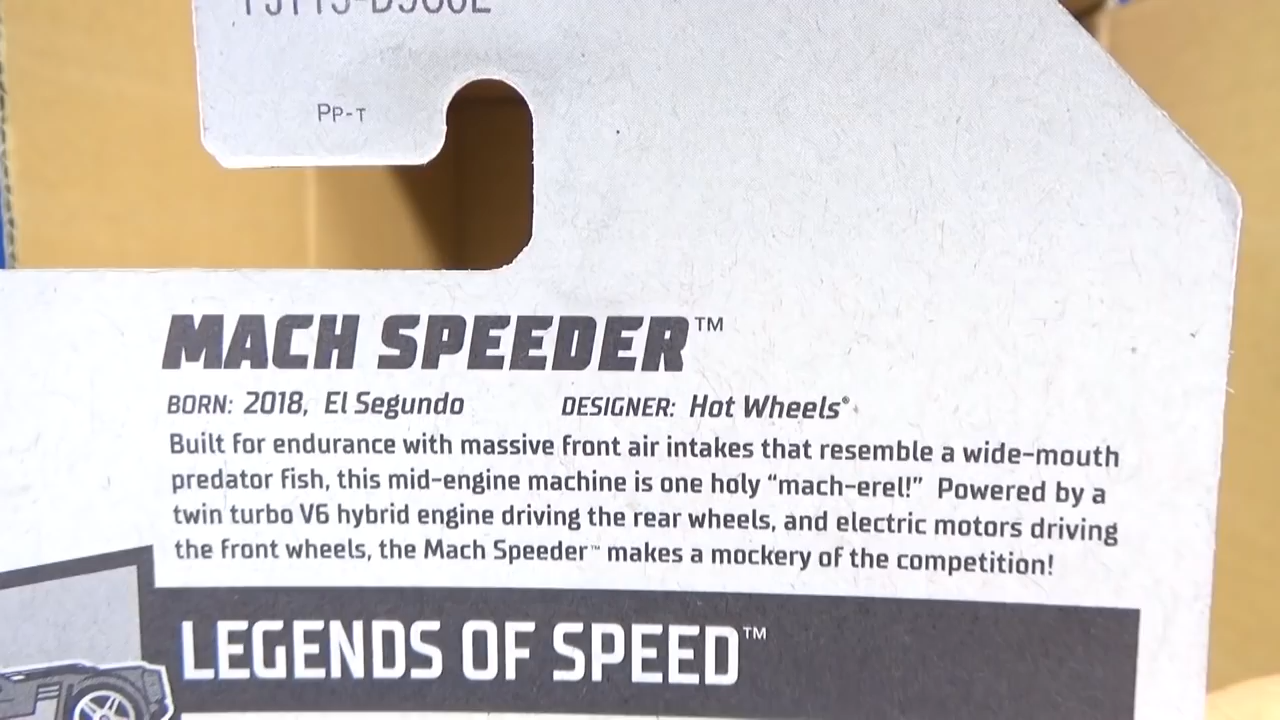 PP-T
MACH SPEEDER™
BORN: 2018, El Segundo DESIGNER: Hot Wheels®
Built for endurance with massive front air intakes that resemble a wide-mouth
predator fish, this mid-engine machine is one holy “mach-erel!” Powered by a
twin turbo V6 hybrid engine driving the rear wheels, and electric motors driving
the front wheels, the Mach Speeder™ makes a mockery of the competition!
LEGENDS OF SPEED™